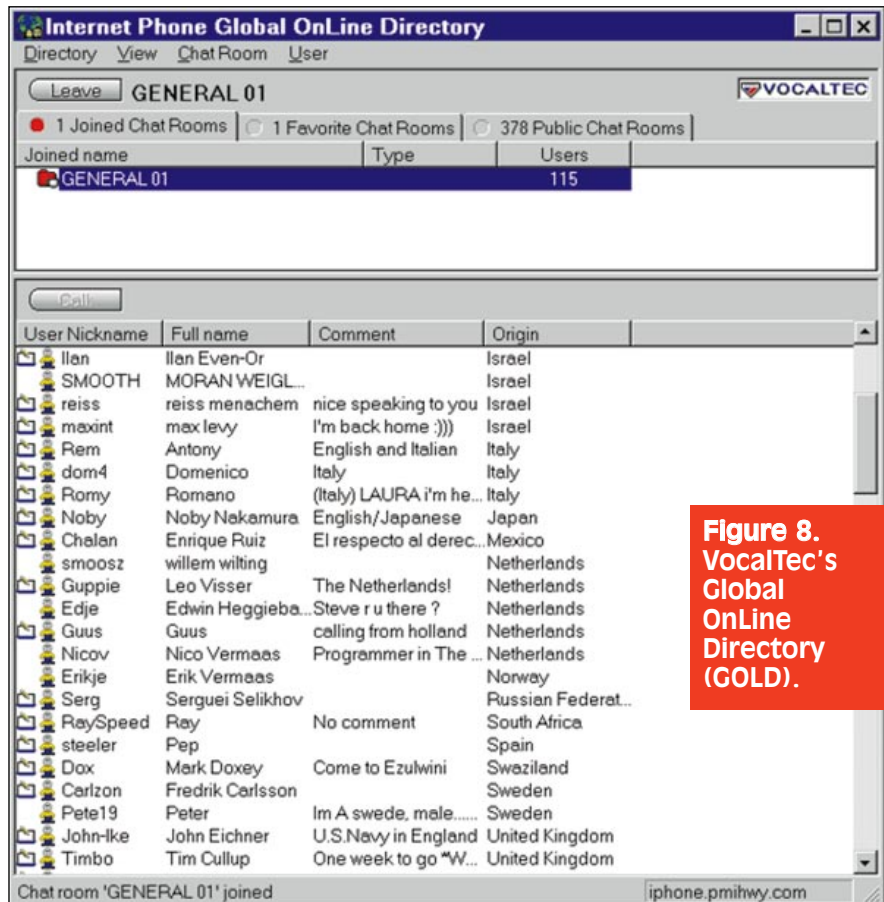 Internet Phone Global OnLine Directory
Directory View Chat Room User
Leave GENERAL 01 VOCALTEC
1 Joined Chat Rooms 1 Favorite Chat Rooms 378 Public Chat Rooms
Joined name Type Users
GENERAL 01 115
Call
User Nickname Full name Comment Origin
Ilan Ilan Even-Or Israel
SMOOTH MORAN WEIGL... Israel
reiss reiss menachem nice speaking to you Israel
maxint max levy I'm back home :))) Israel
Rem Antony English and Italian Italy
dom4 Domenico Italy Italy
Romy Romano (Italy) LAURA i'm he... Italy
Noby Noby Nakamura English/Japanese Japan
Chalan Enrique Ruiz El respecto al derec... Mexico
smoosz willem wilting Netherlands
Guppie Leo Visser The Netherlands! Netherlands
Edje Edwin Heggieba... Steve r u there ? Netherlands
Guus Guus calling from holland Netherlands
Nicov Nico Vermaas Programmer in The ... Netherlands
Erikje Erik Vermaas Norway
Serg Serguei Selikhov Russian Federat...
RaySpeed Ray No comment South Africa
steeler Pep Spain
Dox Mark Doxey Come to Ezulwini Swaziland
Carlzon Fredrik Carlsson Sweden
Pete19 Peter Im A swede, male...... Sweden
John-Ike John Eichner U.S.Navy in England United Kingdom
Timbo Tim Cullup One week to go "W... United Kingdom
Chat room 'GENERAL 01' joined iphone.pmihwy.com
Figure 8.
VocalTec's
Global
OnLine
Directory
(GOLD).